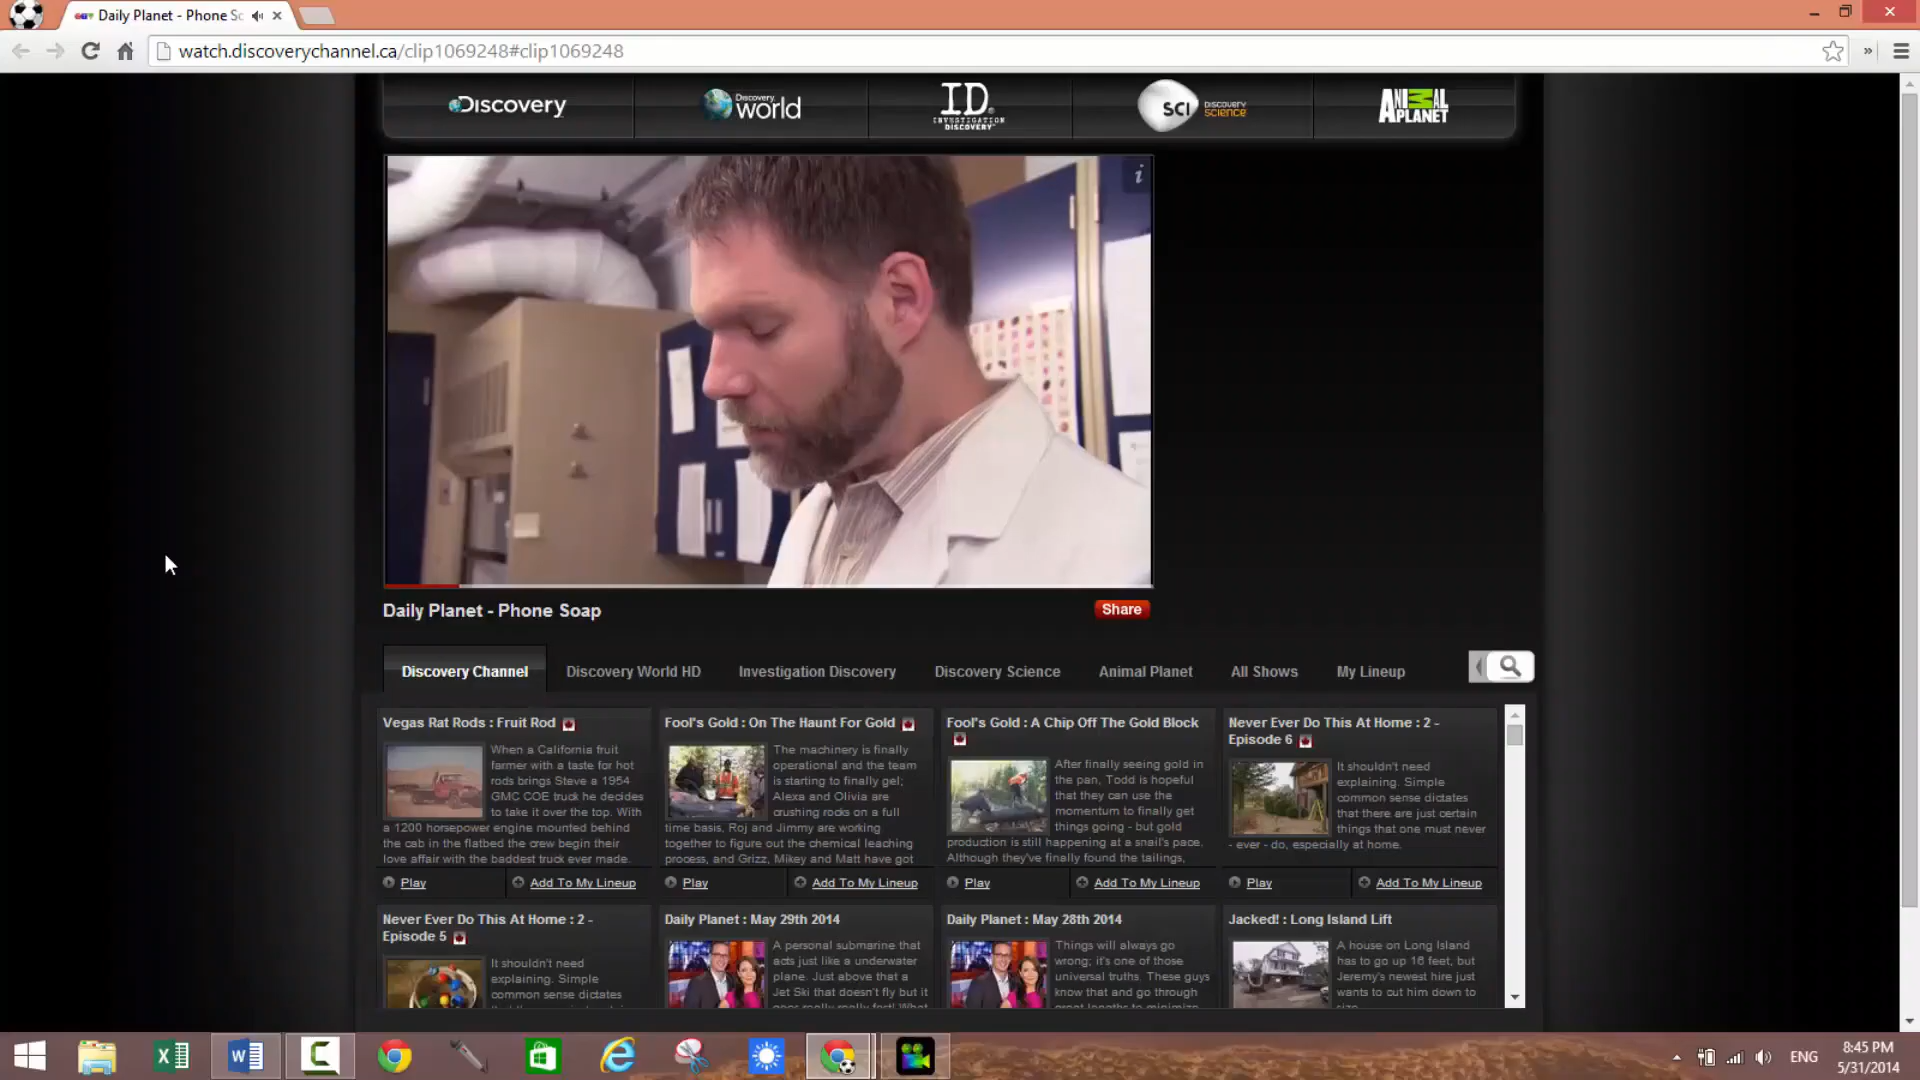 Daily Planet - Phone Sc
watch.discoverychannel.ca/clip1069248#clip1069248
Discovery
Discovery world
ID INVESTIGATION DISCOVERY
SCI DISCOVERY SCIENCE
ANIMAL PLANET
i
Daily Planet - Phone Soap
Share
Discovery Channel
Discovery World HD
Investigation Discovery
Discovery Science
Animal Planet
All Shows
My Lineup
Vegas Rat Rods : Fruit Rod
When a California fruit
farmer with a taste for hot
rods brings Steve a 1954
GMC COE truck he decides
to take it over the top. With
a 1200 horsepower engine mounted behind
the cab in the flatbed the crew begin their
love affair with the baddest truck ever made.
Play
Add To My Lineup
Fool's Gold : On The Haunt For Gold
The machinery is finally
operational and the team
is starting to finally gel;
Alexa and Olivia are
crushing rocks on a full
time basis, Roj and Jimmy are working
together to figure out the chemical leaching
process, and Grizz, Mikey and Matt have got
Play
Add To My Lineup
Fool's Gold : A Chip Off The Gold Block
After finally seeing gold in
the pan, Todd is hopeful
that they can use the
momentum to finally get
things going - but gold
production is still happening at a snail's pace.
Although they've finally found the tailings,
Play
Add To My Lineup
Never Ever Do This At Home : 2 -
Episode 6
It shouldn't need
explaining. Simple
common sense dictates
that there are just certain
things that one must never
- ever - do, especially at home.
Play
Add To My Lineup
Never Ever Do This At Home : 2 -
Episode 5
It shouldn't need
explaining. Simple
common sense dictates
Daily Planet : May 29th 2014
A personal submarine that
acts just like a underwater
plane. Just above that a
Jet Ski that doesn't fly but it
Daily Planet : May 28th 2014
Things will always go
wrong; it's one of those
universal truths. These guys
know that and go through
great lengths to minimize
Jacked! : Long Island Lift
A house on Long Island
has to go up 16 feet, but
Jeremy's newest hire just
wants to cut him down to
size.
ENG
8:45 PM
5/31/2014